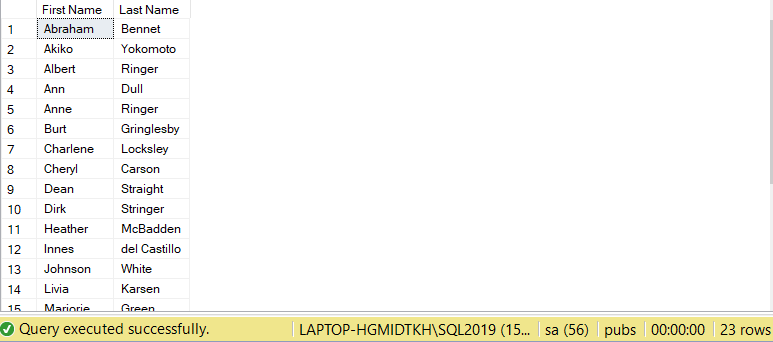 First Name Last Name
1 Abraham Bennet
2 Akiko Yokomoto
3 Albert Ringer
4 Ann Dull
5 Anne Ringer
6 Burt Gringlesby
7 Charlene Locksley
8 Cheryl Carson
9 Dean Straight
10 Dirk Stringer
11 Heather McBadden
12 Innes del Castillo
13 Johnson White
14 Livia Karsen
15 Marjorie Green
Query executed successfully. LAPTOP-HGMIDTKH\SQL2019 (15... sa (56) pubs 00:00:00 23 rows